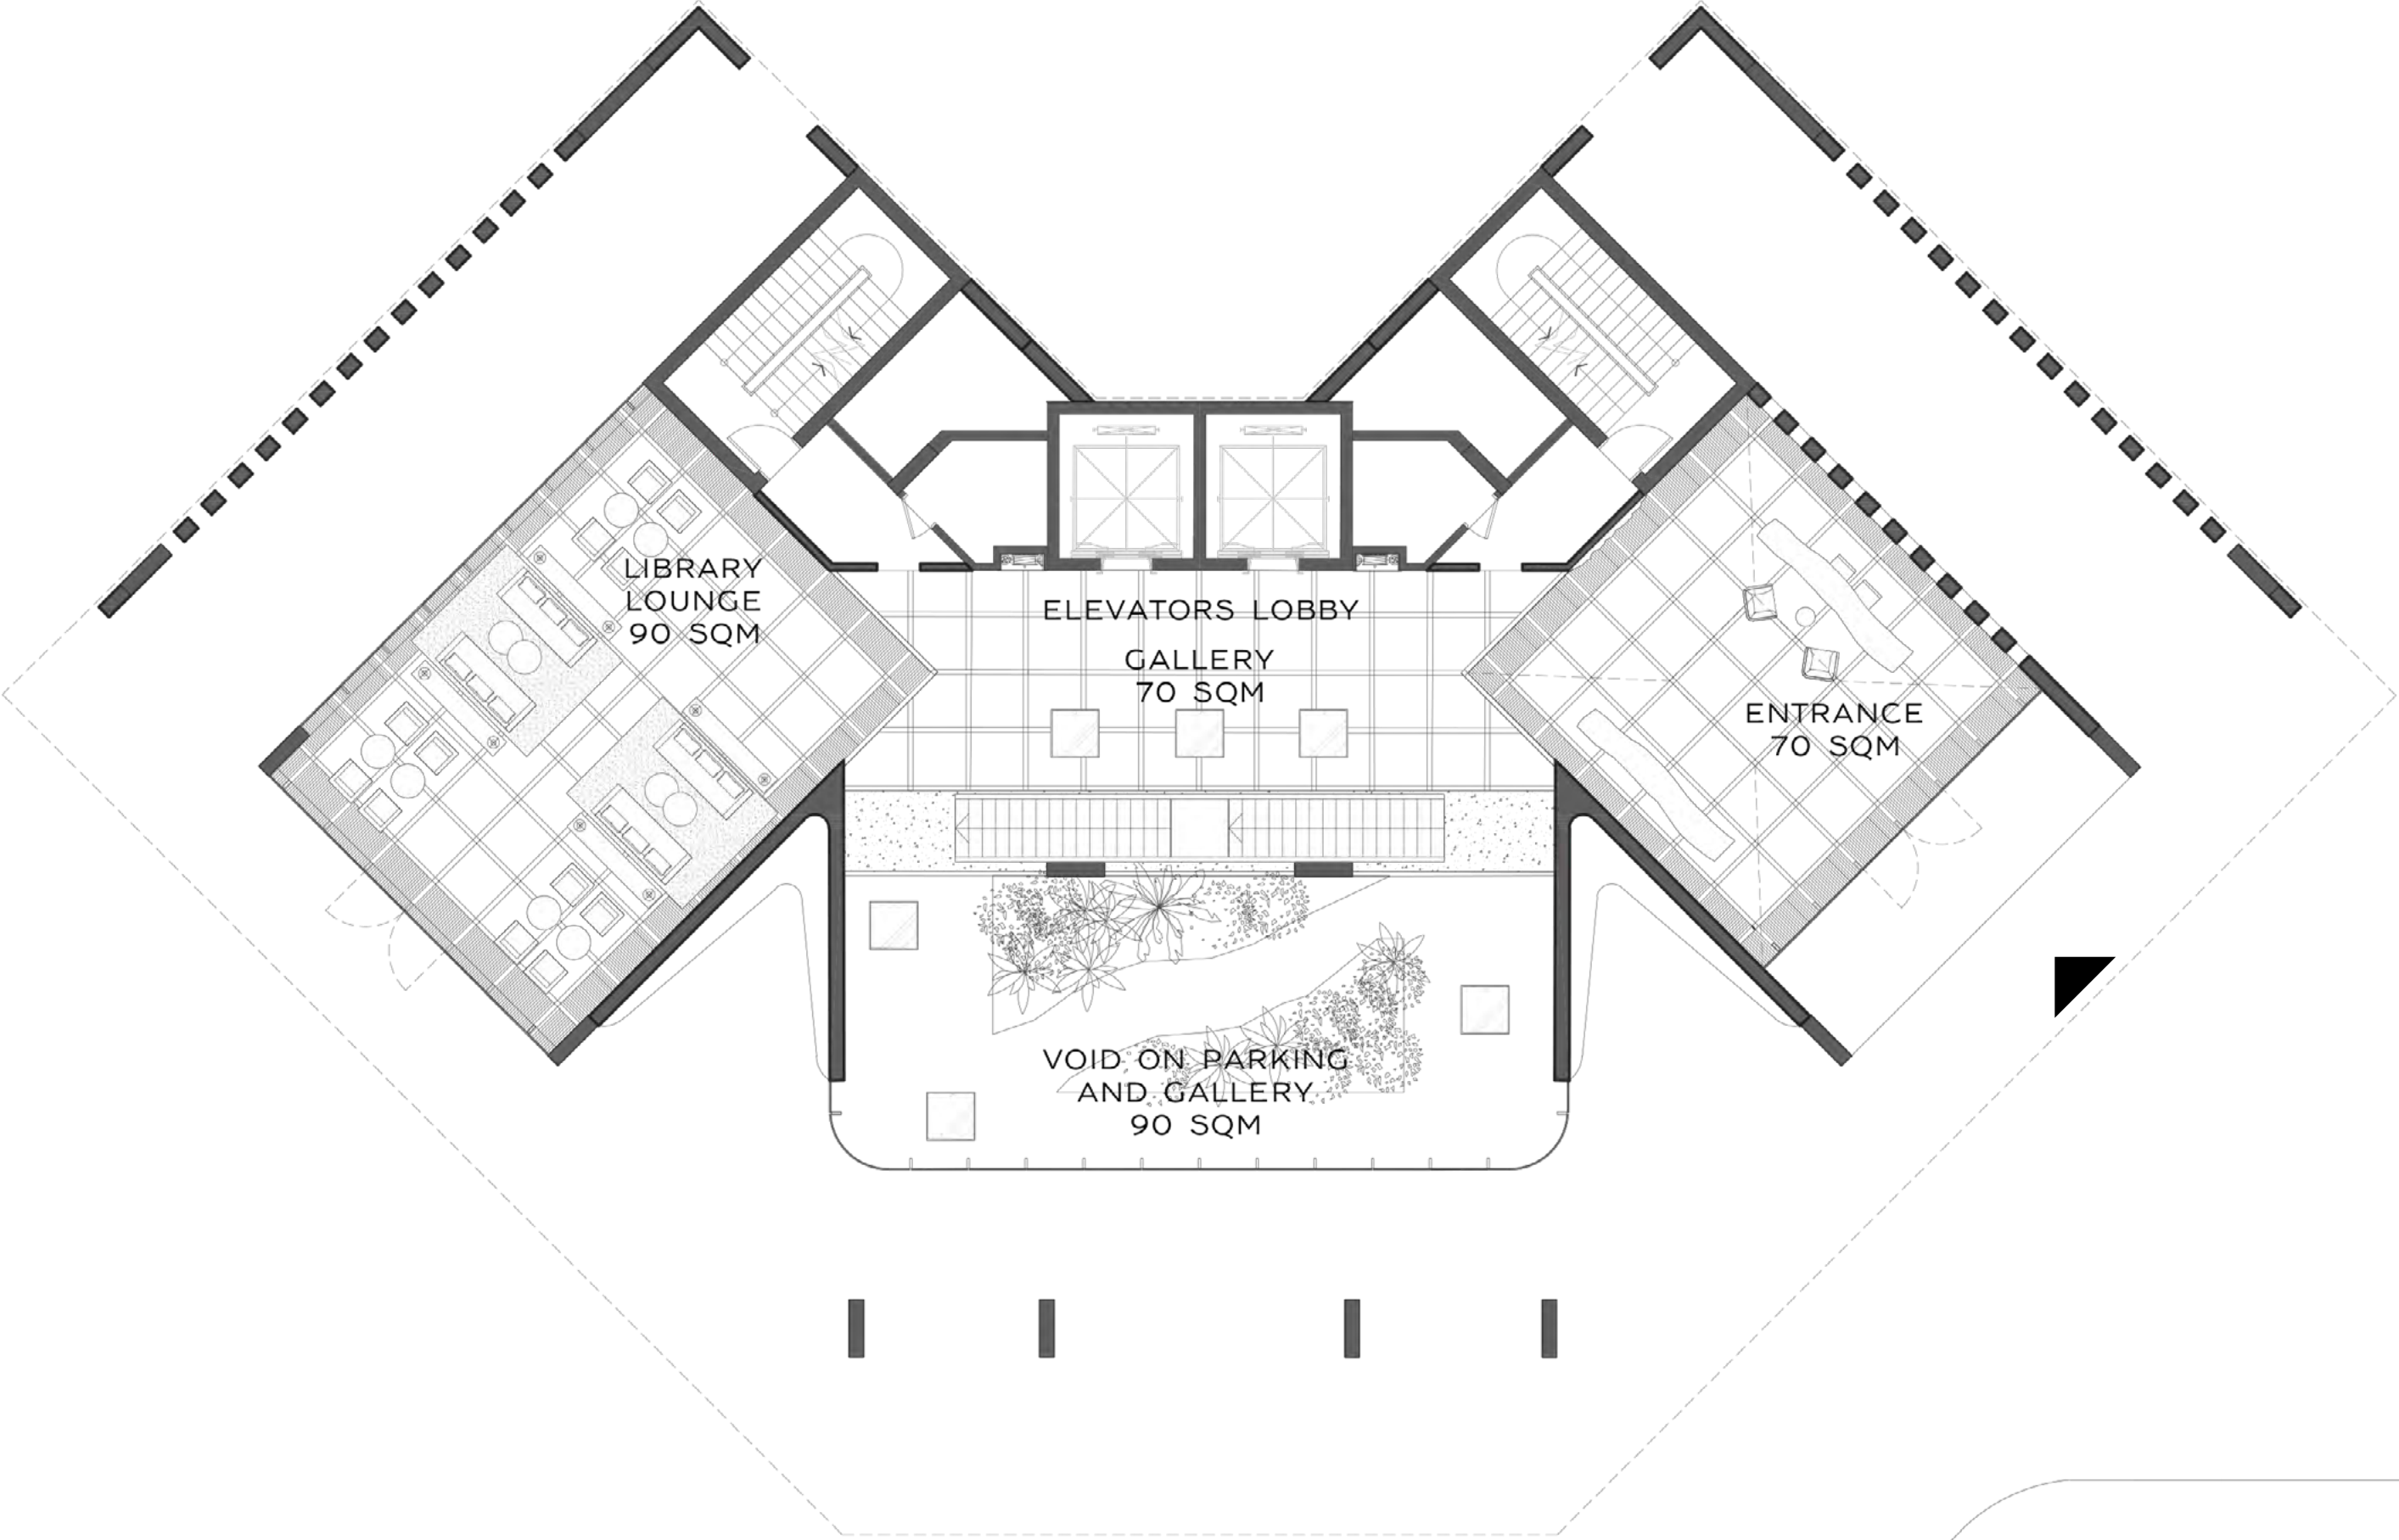 LIBRARY
LOUNGE
90 SQM
ELEVATORS LOBBY
GALLERY
70 SQM
ENTRANCE
70 SQM
VOID ON PARKING
AND GALLERY
90 SQM